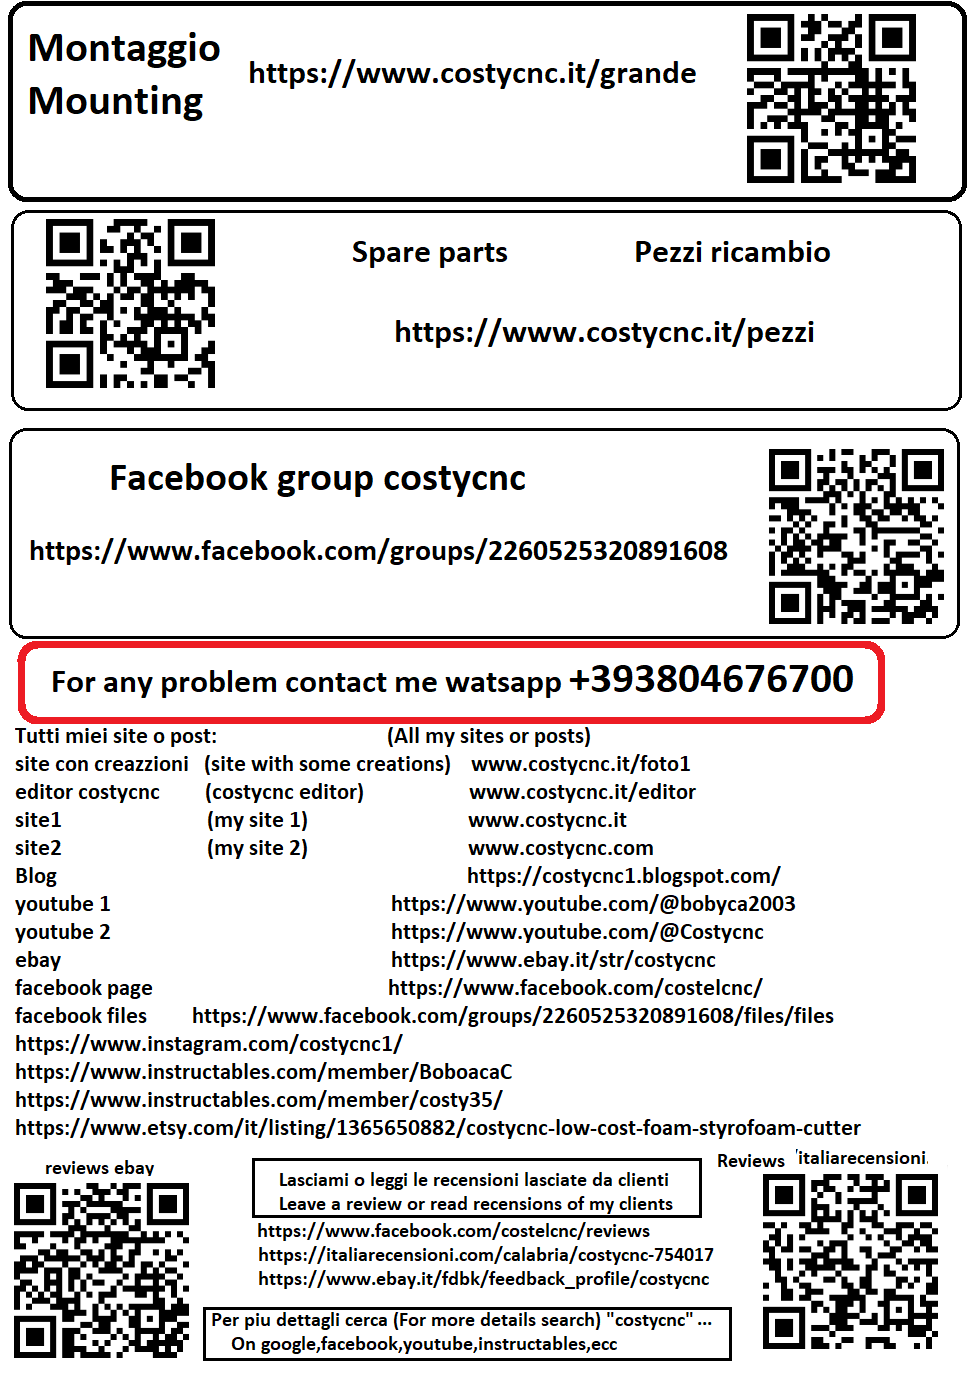 Montaggio
Mounting
https://www.costycnc.it/grande
Spare parts Pezzi ricambio
https://www.costycnc.it/pezzi
Facebook group costycnc
https://www.facebook.com/groups/2260525320891608
For any problem contact me watsapp +393804676700
Tutti miei site o post: (All my sites or posts)
site con creazzioni (site with some creations) www.costycnc.it/foto1
editor costycnc (costycnc editor) www.costycnc.it/editor
site1 (my site 1) www.costycnc.it
site2 (my site 2) www.costycnc.com
Blog https://costycnc1.blogspot.com/
youtube 1 https://www.youtube.com/@bobyca2003
youtube 2 https://www.youtube.com/@Costycnc
ebay https://www.ebay.it/str/costycnc
facebook page https://www.facebook.com/costelcnc/
facebook files https://www.facebook.com/groups/2260525320891608/files/files
https://www.instagram.com/costycnc1/
https://www.instructables.com/member/BoboacaC
https://www.instructables.com/member/costy35/
https://www.etsy.com/it/listing/1365650882/costycnc-low-cost-foam-styrofoam-cutter
reviews ebay
Lasciami o leggi le recensioni lasciate da clienti
Leave a review or read recensions of my clients
https://www.facebook.com/costelcnc/reviews
https://italiarecensioni.com/calabria/costycnc-754017
https://www.ebay.it/fdbk/feedback_profile/costycnc
Reviews /italiarecensioni.
Per piu dettagli cerca (For more details search) "costycnc" ...
On google,facebook,youtube,instructables,ecc